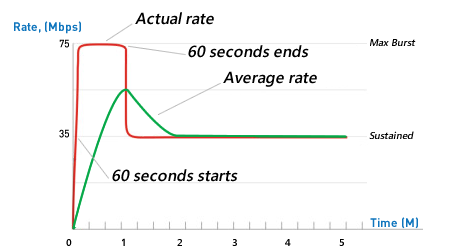 Actual rate
Rate, (Mbps)
75
Max Burst
60 seconds ends
Average rate
35
Sustained
60 seconds starts
Time (M)
0 1 2 3 4 5